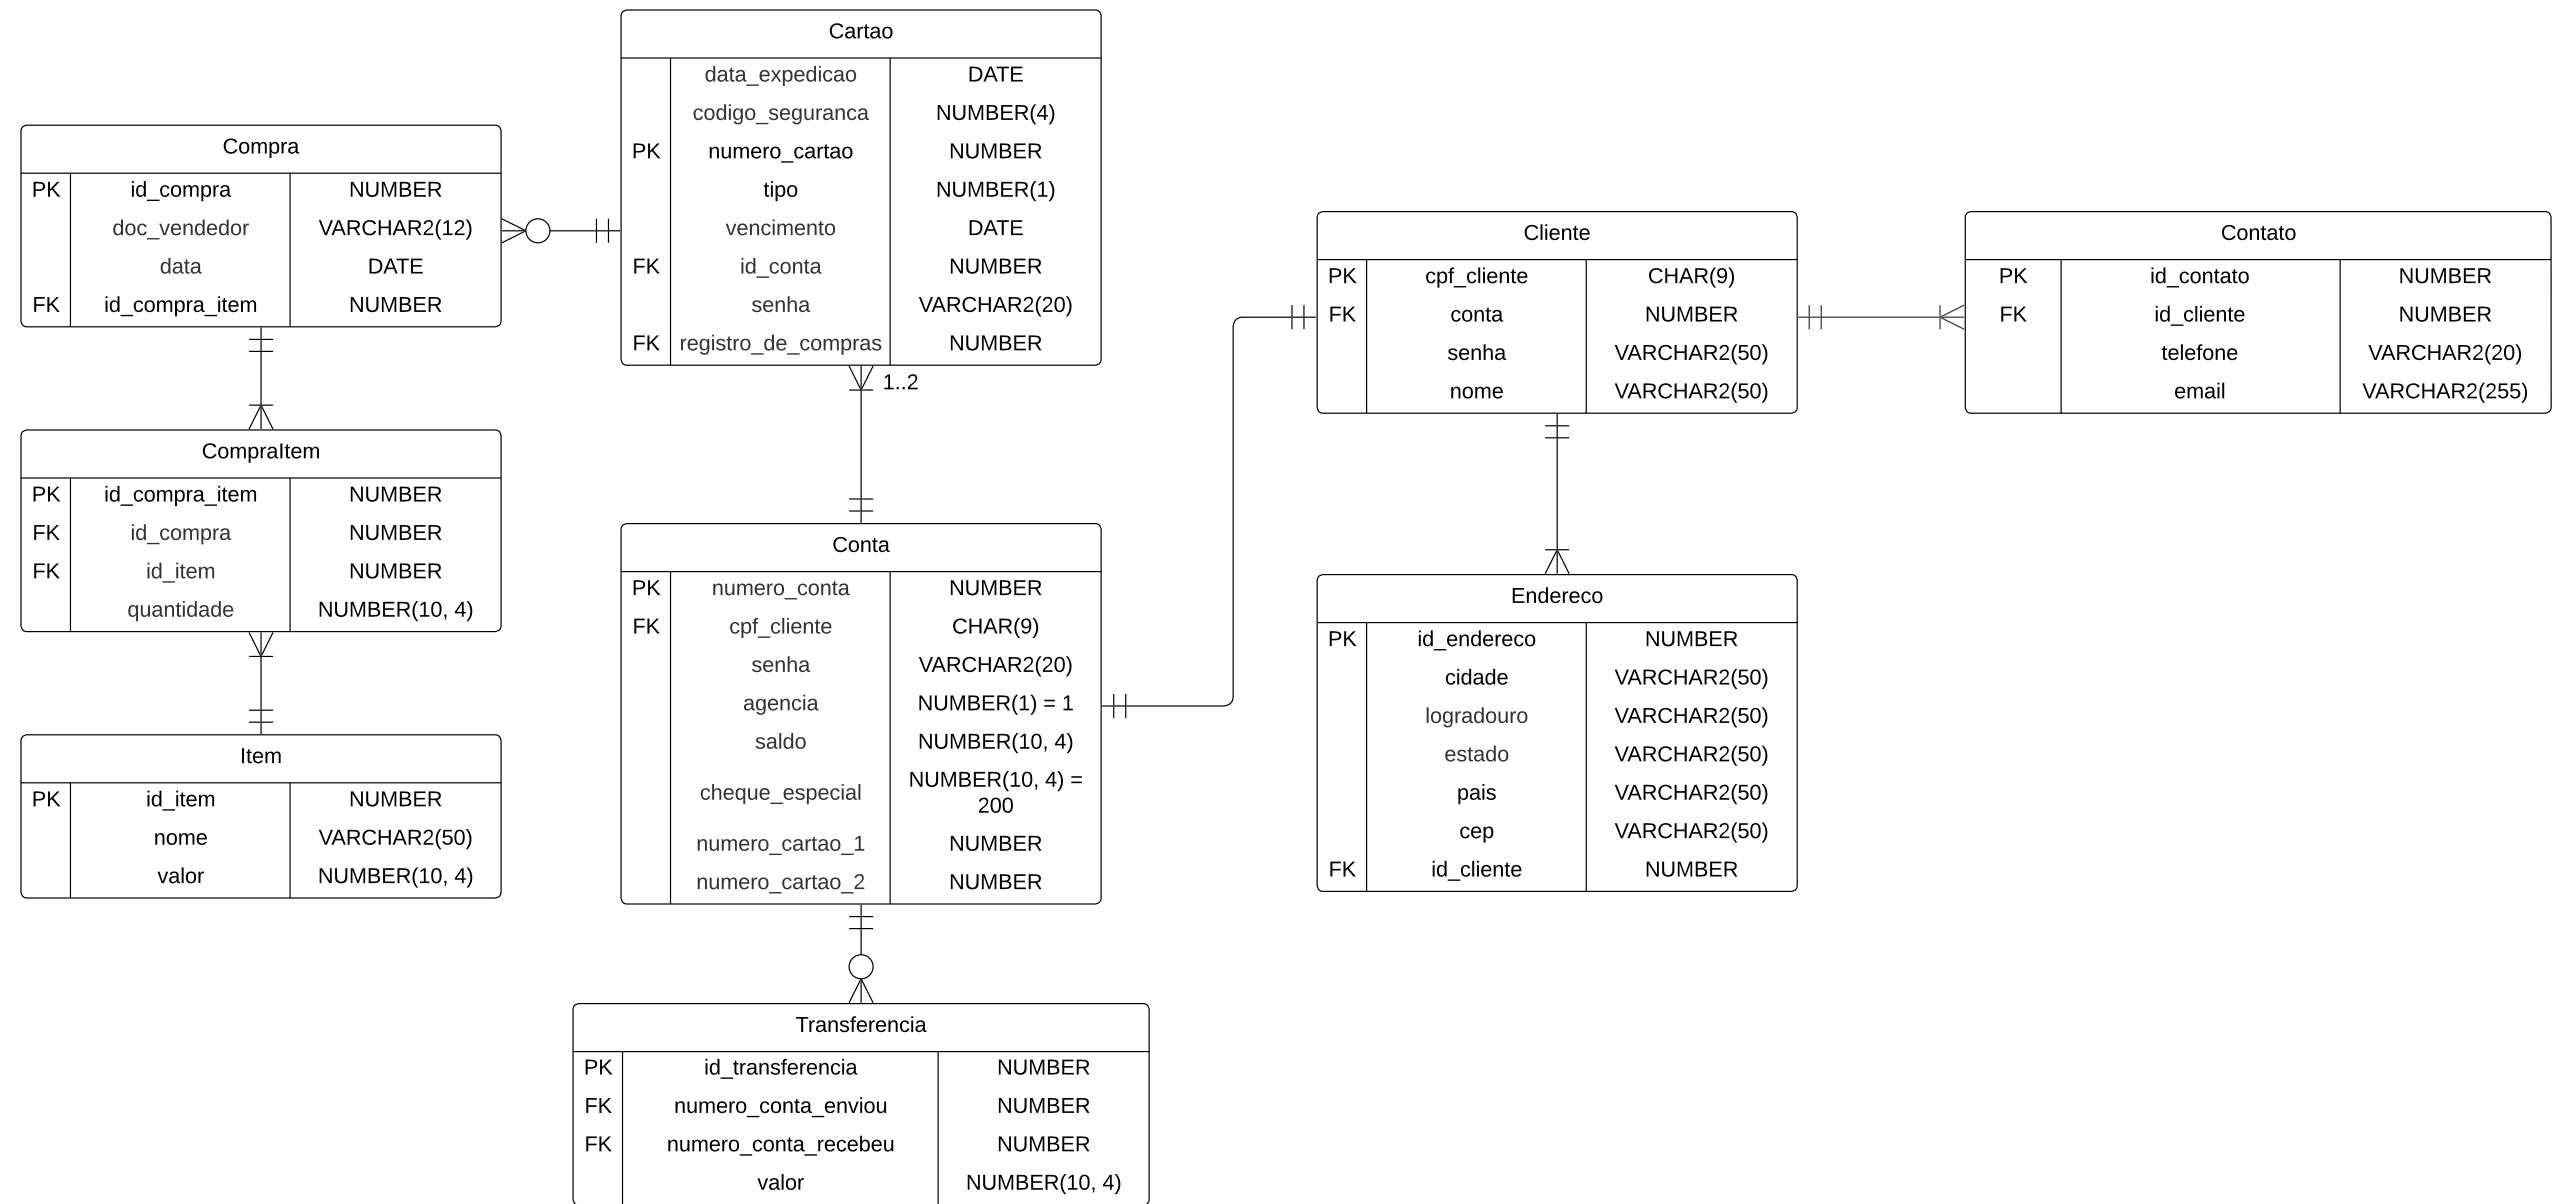 Cartao
data_expedicao DATE
codigo_seguranca NUMBER(4)
PK numero_cartao NUMBER
tipo NUMBER(1)
vencimento DATE
FK id_conta NUMBER
senha VARCHAR2(20)
FK registro_de_compras NUMBER
1..2
Compra
PK id_compra NUMBER
doc_vendedor VARCHAR2(12)
data DATE
FK id_compra_item NUMBER
CompraItem
PK id_compra_item NUMBER
FK id_compra NUMBER
FK id_item NUMBER
quantidade NUMBER(10, 4)
Item
PK id_item NUMBER
nome VARCHAR2(50)
valor NUMBER(10, 4)
Conta
PK numero_conta NUMBER
FK cpf_cliente CHAR(9)
senha VARCHAR2(20)
agencia NUMBER(1) = 1
saldo NUMBER(10, 4)
cheque_especial NUMBER(10, 4) =
200
numero_cartao_1 NUMBER
numero_cartao_2 NUMBER
Transferencia
PK id_transferencia NUMBER
FK numero_conta_enviou NUMBER
FK numero_conta_recebeu NUMBER
valor NUMBER(10, 4)
Cliente
PK cpf_cliente CHAR(9)
FK conta NUMBER
senha VARCHAR2(50)
nome VARCHAR2(50)
Endereco
PK id_endereco NUMBER
cidade VARCHAR2(50)
logradouro VARCHAR2(50)
estado VARCHAR2(50)
pais VARCHAR2(50)
cep VARCHAR2(50)
FK id_cliente NUMBER
Contato
PK id_contato NUMBER
FK id_cliente NUMBER
telefone VARCHAR2(20)
email VARCHAR2(255)